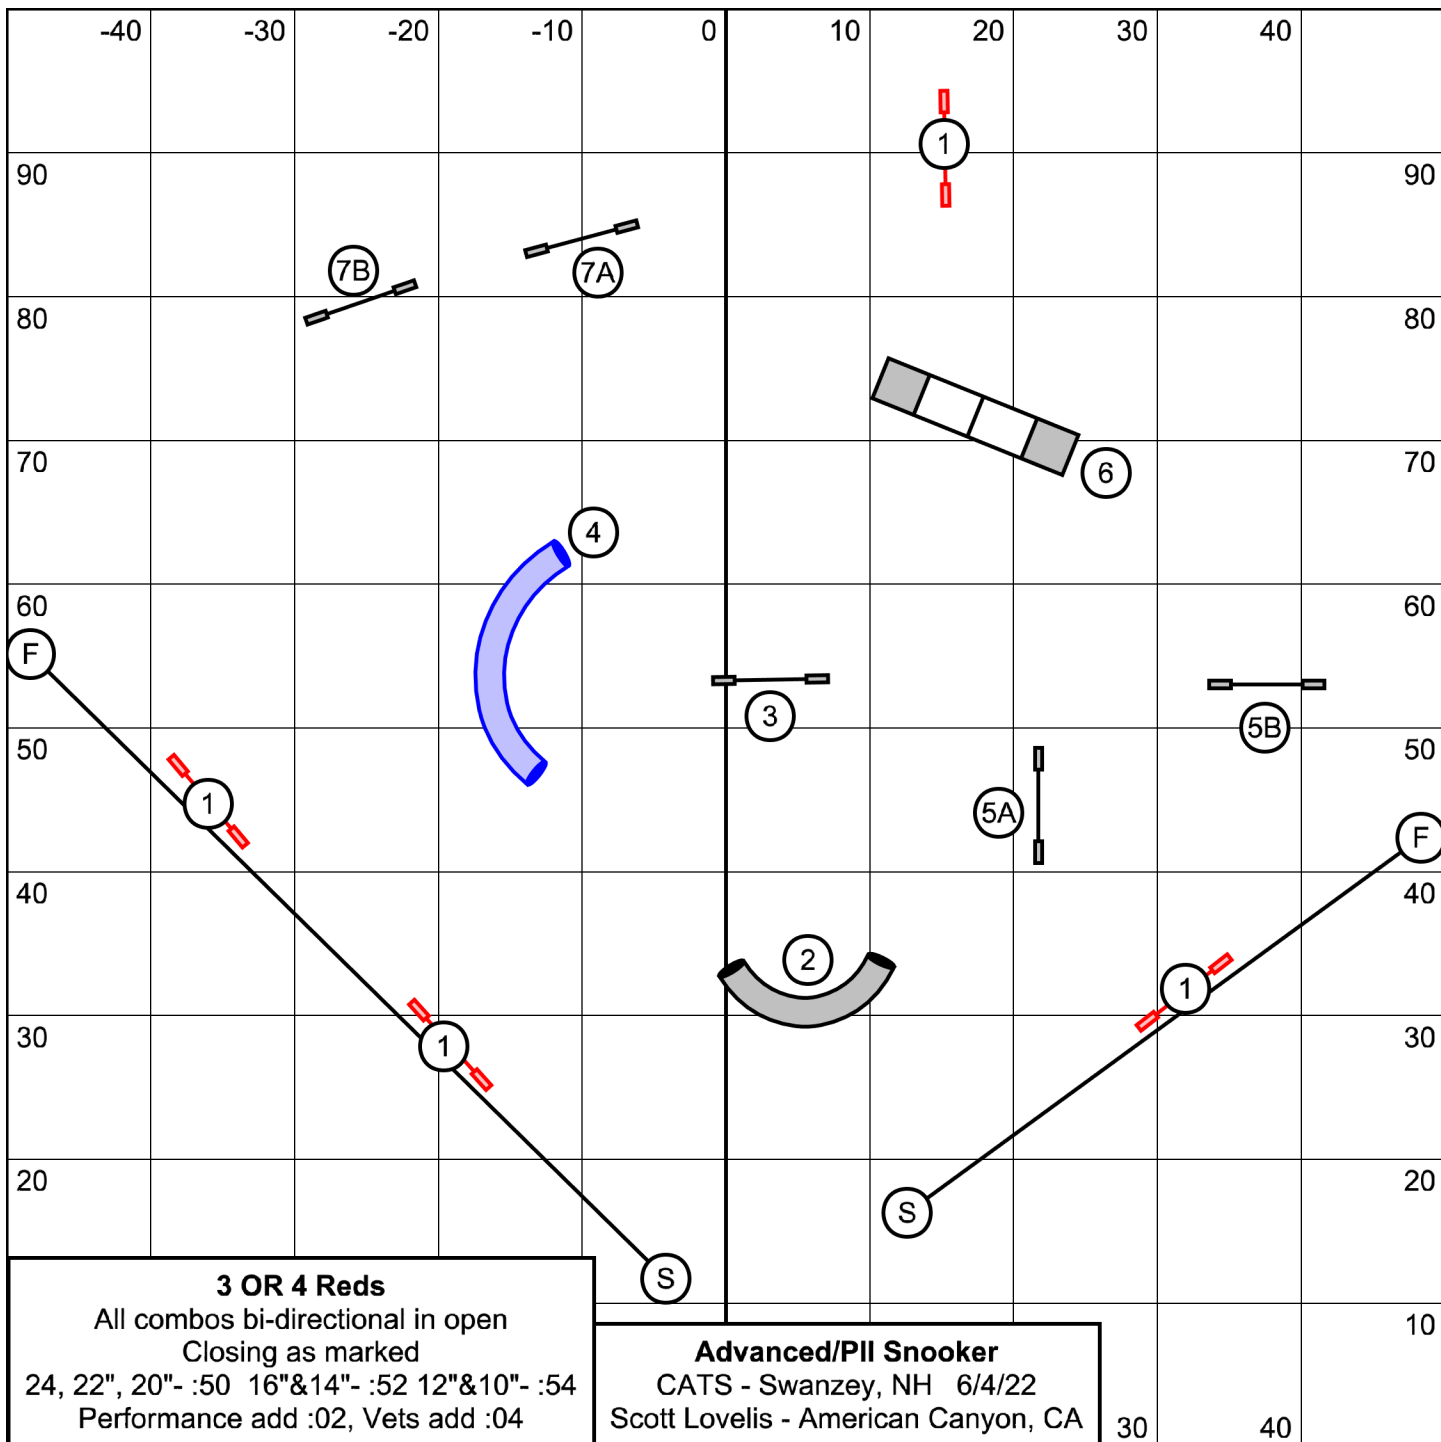 -40 -30 -20 -10 0 10 20 30 40
1
90 90
7B 7A
80 80
70 70
6
4
60 60
F
3
50 5B 50
1 5A
F
40 40
2
1
30 1 30
20 20
S
S
10
3 OR 4 Reds
All combos bi-directional in open
Closing as marked
24, 22", 20"- :50 16"&14"- :52 12"&10"- :54
Performance add :02, Vets add :04
Advanced/PII Snooker
CATS - Swanzey, NH 6/4/22
Scott Lovelis - American Canyon, CA
30 40